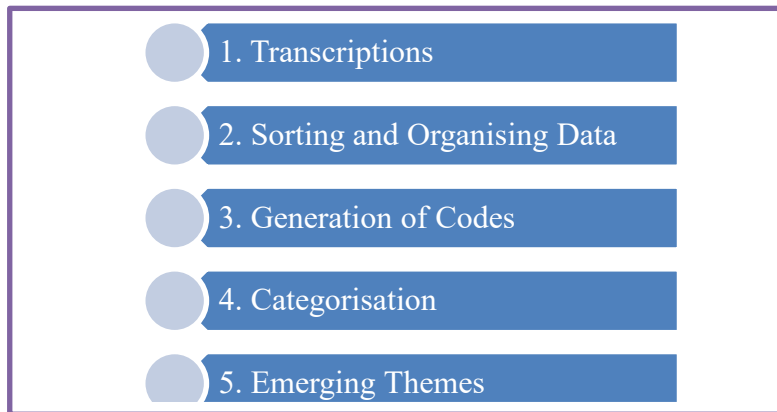 1. Transcriptions
2. Sorting and Organising Data
3. Generation of Codes
4. Categorisation
5. Emerging Themes